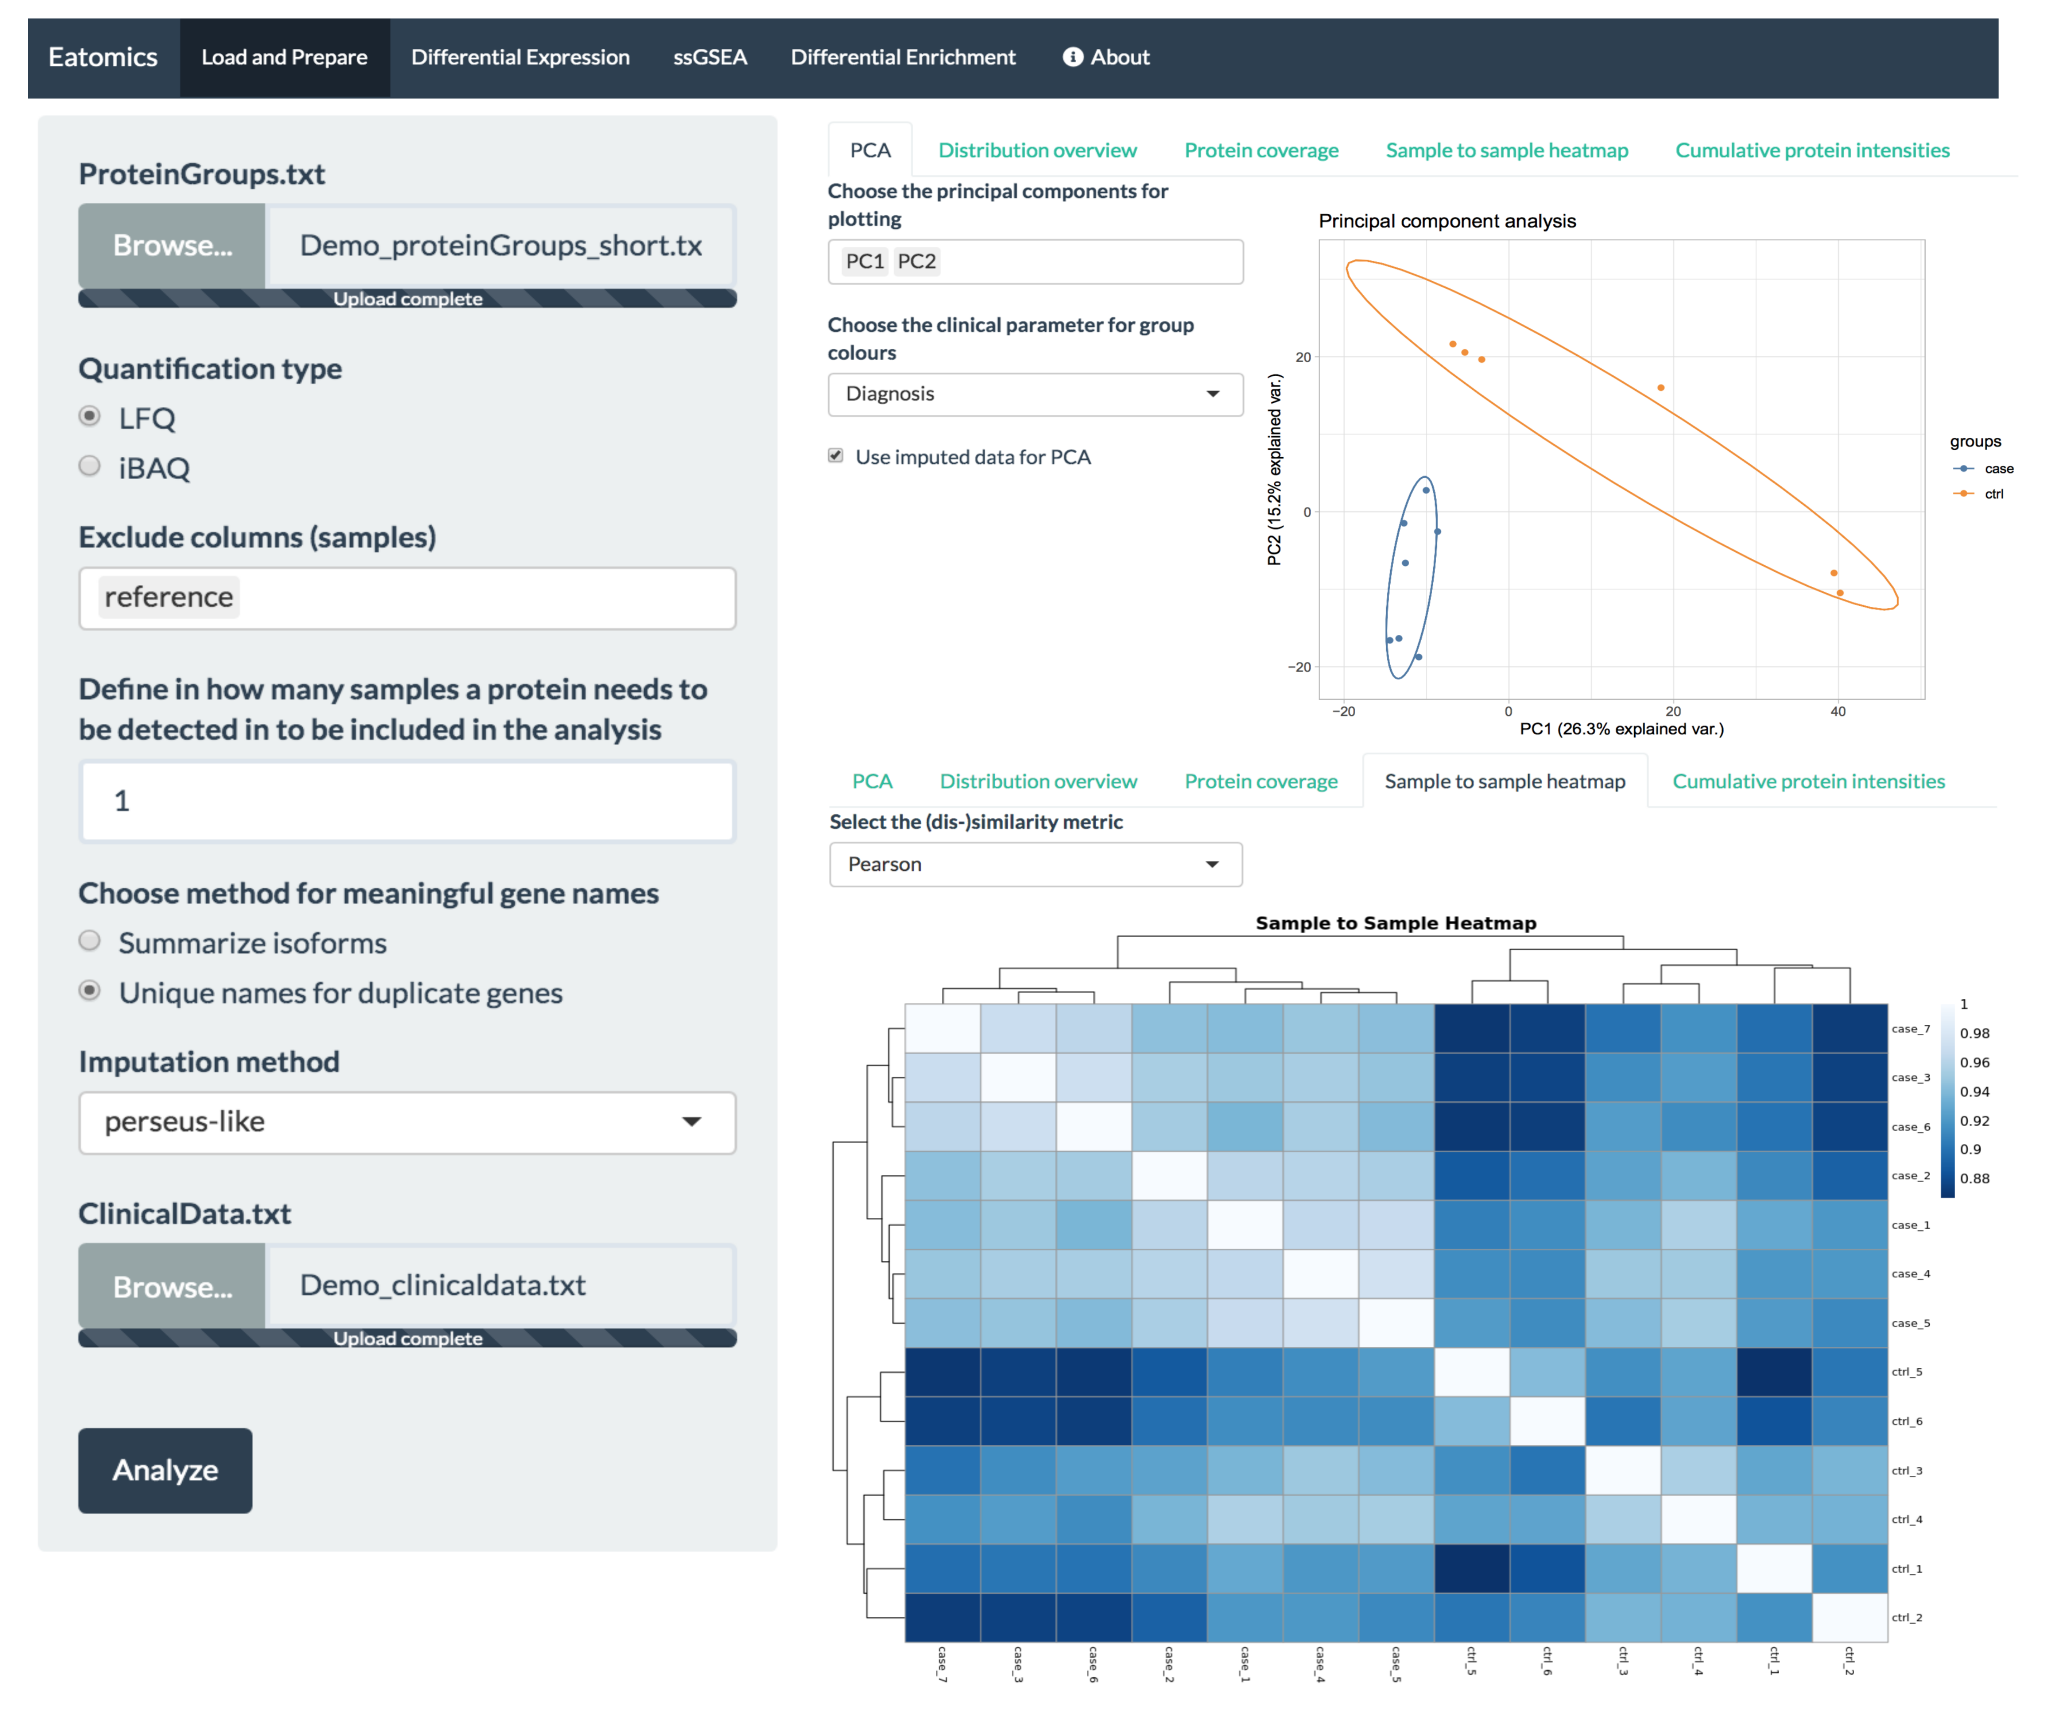 Eatomics
Load and Prepare
Differential Expression
ssGSEA
Differential Enrichment
About
ProteinGroups.txt
Browse...
Demo_proteinGroups_short.tx
Upload complete
Quantification type
LFQ
iBAQ
Exclude columns (samples)
reference
Define in how many samples a protein needs to
be detected in to be included in the analysis
1
Choose method for meaningful gene names
Summarize isoforms
Unique names for duplicate genes
Imputation method
perseus-like
ClinicalData.txt
Browse...
Demo_clinicaldata.txt
Upload complete
Analyze
PCA
Distribution overview
Protein coverage
Sample to sample heatmap
Cumulative protein intensities
Choose the principal components for
plotting
PC1 PC2
Choose the clinical parameter for group
colours
Diagnosis
Use imputed data for PCA
Principal component analysis
PC2 (15.2% explained var.)
20
0
−20
−20
0
20
40
PC1 (26.3% explained var.)
groups
case
ctrl
PCA
Distribution overview
Protein coverage
Sample to sample heatmap
Cumulative protein intensities
Select the (dis-)similarity metric
Pearson
Sample to Sample Heatmap
case_7
case_3
case_6
case_2
case_1
case_4
case_5
ctrl_5
ctrl_6
ctrl_3
ctrl_4
ctrl_1
ctrl_2
1
0.98
0.96
0.94
0.92
0.9
0.88
case_7
case_3
case_6
case_2
case_1
case_4
case_5
ctrl_5
ctrl_6
ctrl_3
ctrl_4
ctrl_1
ctrl_2